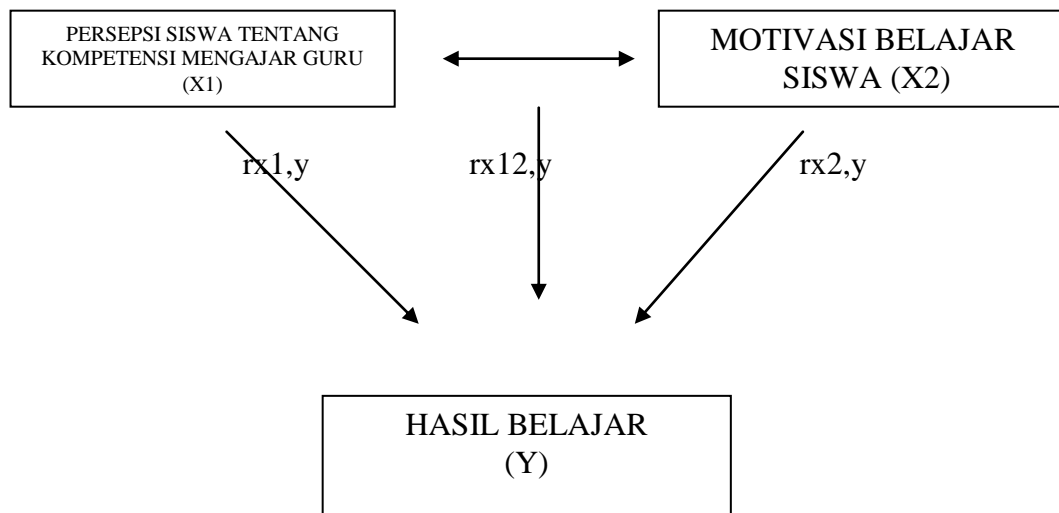 PERSEPSI SISWA TENTANG
KOMPETENSI MENGAJAR GURU
(X1)
MOTIVASI BELAJAR
SISWA (X2)
rx1,y
rx12,y
rx2,y
HASIL BELAJAR
(Y)